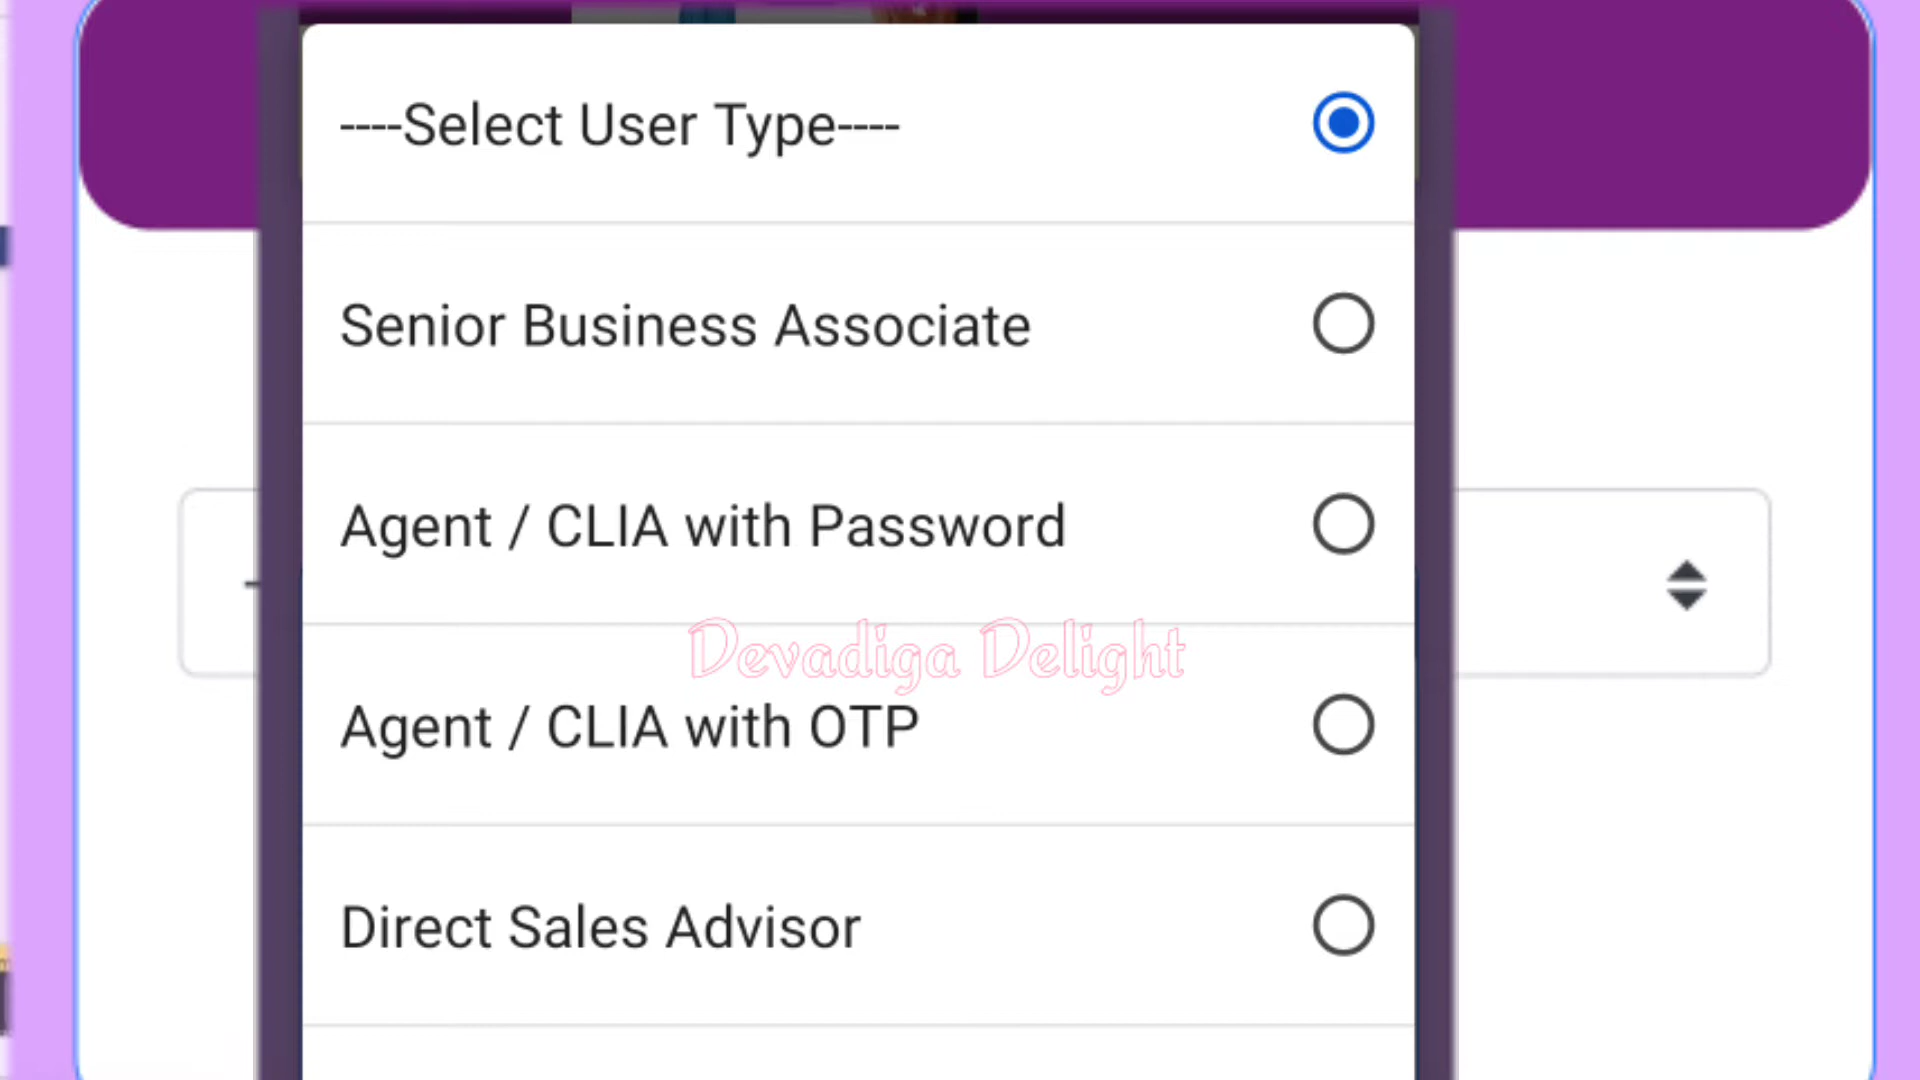 ----Select User Type----
Senior Business Associate
Agent / CLIA with Password
Devadiga Delight
Agent / CLIA with OTP
Direct Sales Advisor